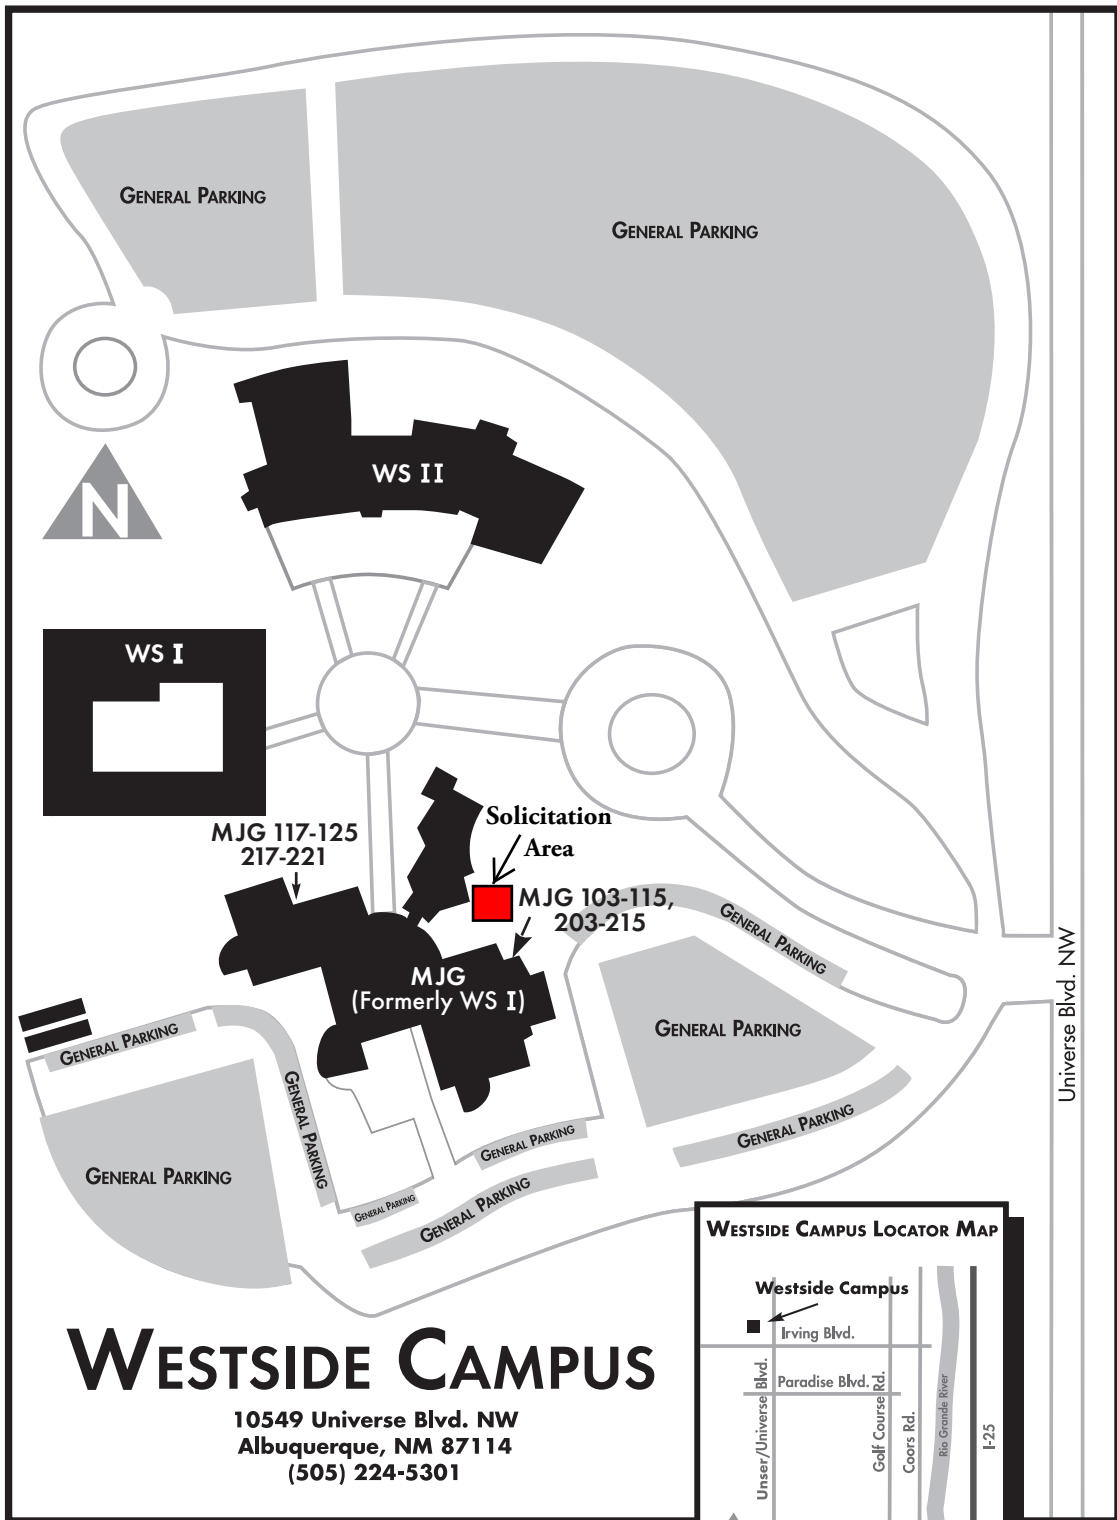 GENERAL PARKING
GENERAL PARKING
WS II
N
WS I
Solicitation
Area
MJG 117-125
217-221
MJG 103-115,
203-215
GENERAL PARKING
MJG
(Formerly WS I)
GENERAL PARKING
GENERAL PARKING
GENERAL PARKING
GENERAL PARKING
GENERAL PARKING
GENERAL PARKING
GENERAL PARKING
GENERAL PARKING
GENERAL PARKING
Universe Blvd. NW
WESTSIDE CAMPUS
10549 Universe Blvd. NW
Albuquerque, NM 87114
(505) 224-5301
WESTSIDE CAMPUS LOCATOR MAP
Westside Campus
Irving Blvd.
Paradise Blvd.
Unser/Universe Blvd.
Golf Course Rd.
Coors Rd.
Rio Grande River
I-25